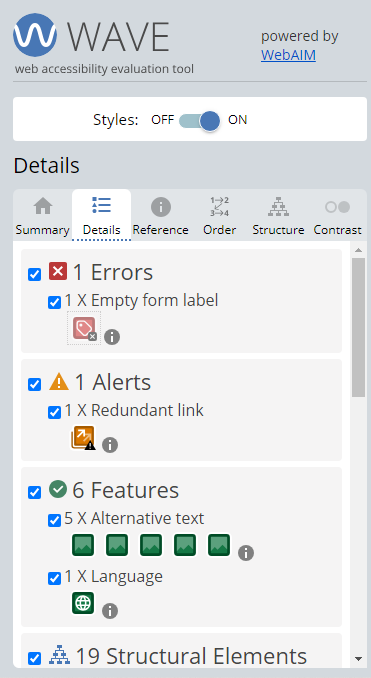 WAVE
web accessibility evaluation tool
powered by
WebAIM
Styles: OFF ON
Details
Summary Details Reference Order Structure Contrast
1 Errors
1 X Empty form label
1 Alerts
1 X Redundant link
6 Features
5 X Alternative text
1 X Language
19 Structural Elements